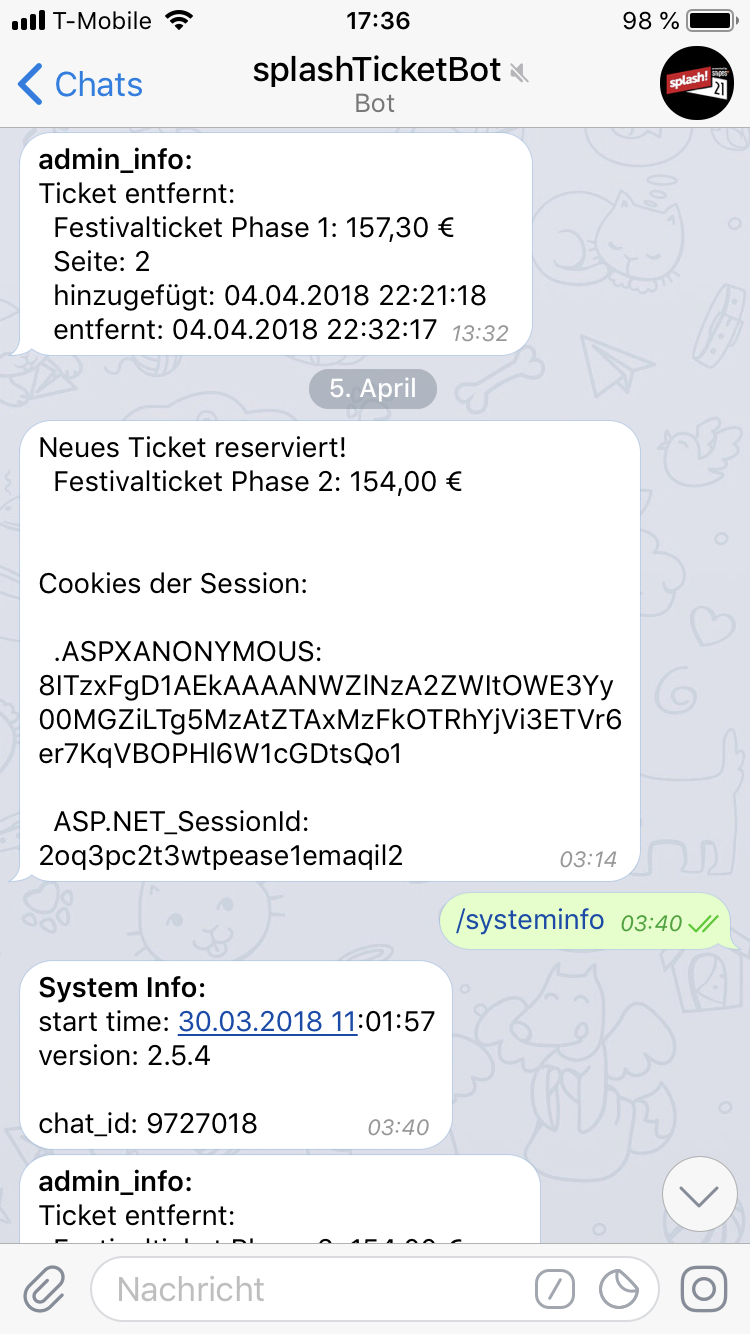 T-Mobile 17:36 98 %
Chats splashTicketBot
Bot
splash! 21
admin_info:
Ticket entfernt:
Festivalticket Phase 1: 157,30 €
Seite: 2
hinzugefügt: 04.04.2018 22:21:18
entfernt: 04.04.2018 22:32:17 13:32
5. April
Neues Ticket reserviert!
Festivalticket Phase 2: 154,00 €
Cookies der Session:
.ASPXANONYMOUS:
8ITzxFgD1AEkAAAANWZlNzA2ZWItOWE3Yy
00MGZiLTg5MzAtZTAxMzFkOTRhYjVi3ETVr6
er7KqVBOPHl6W1cGDtsQo1
ASP.NET_SessionId:
2oq3pc2t3wtpease1emaqil2 03:14
/systeminfo 03:40
System Info:
start time: 30.03.2018 11:01:57
version: 2.5.4
chat_id: 9727018 03:40
admin_info:
Ticket entfernt:
Nachricht